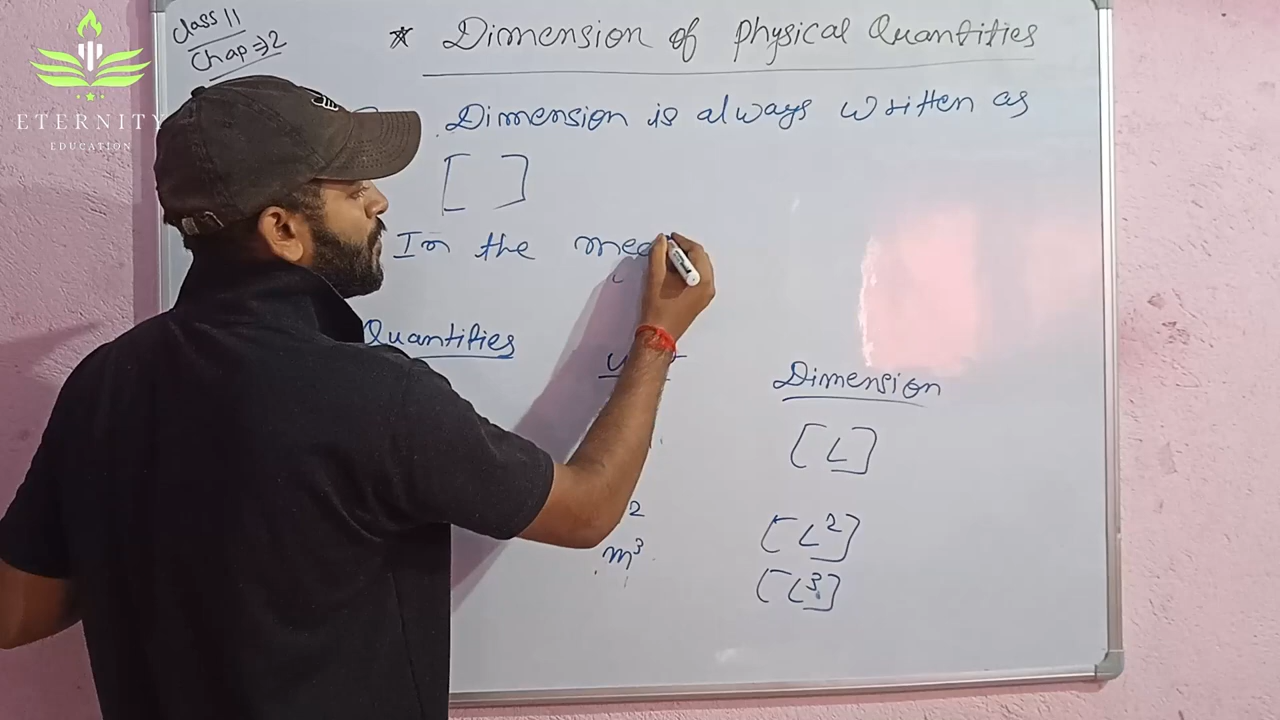 Class 11
Chap⇒2
* Dimension of physical Quantities
ETERNITY
EDUCATION
Dimension is always written as
[ ]
In the
Quantities
Dimension
[L]
2
[L²]
m³
[L³]